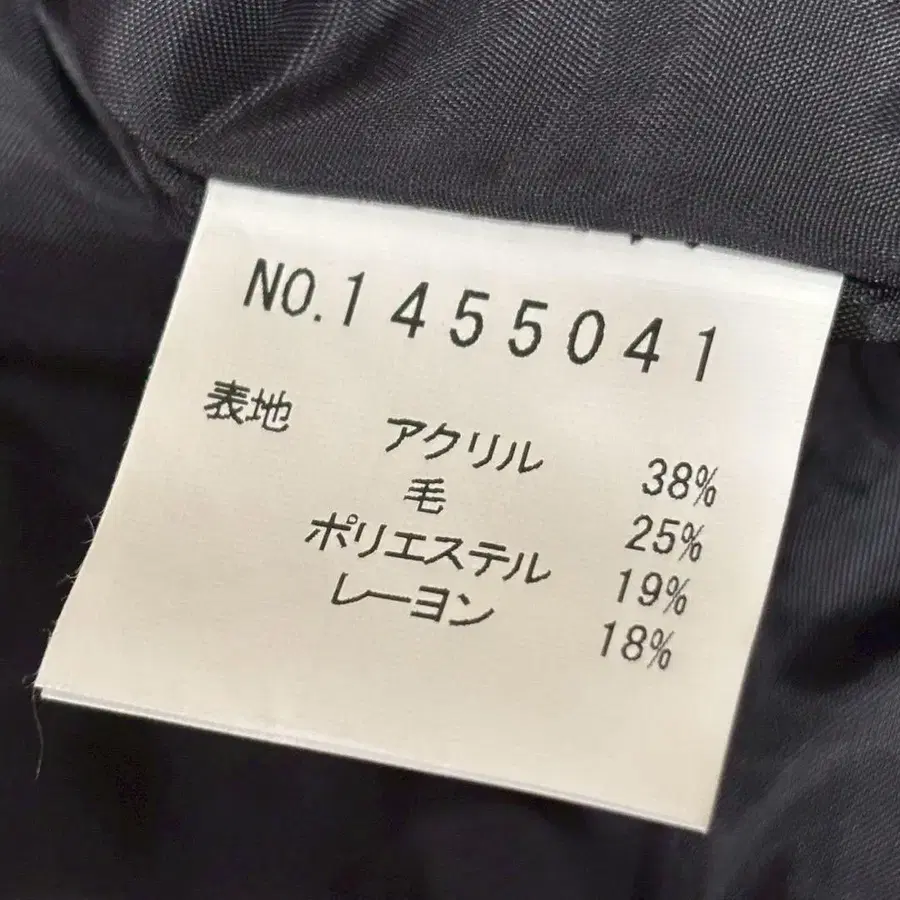 NO.1455041
表地 アクリル 38%
毛 25%
ポリエステル 19%
レーヨン 18%